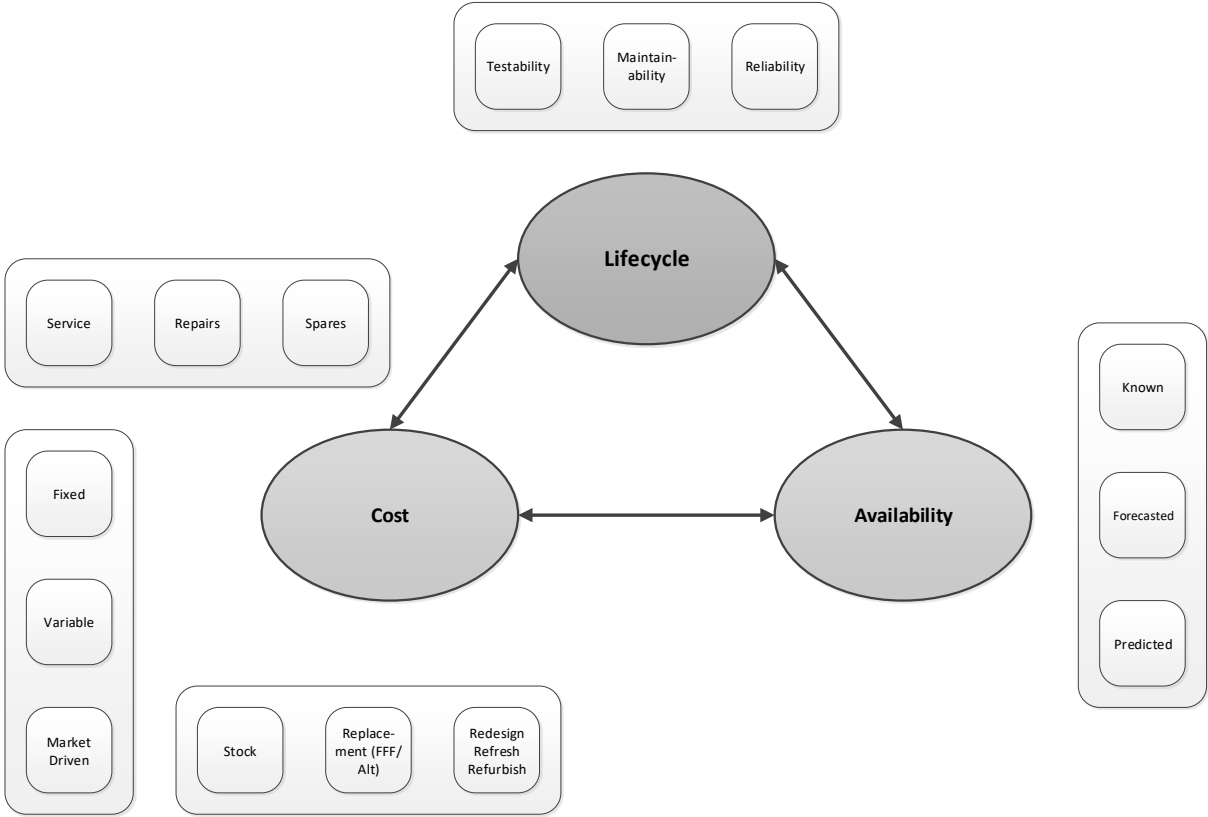 Testability
Maintain-
ability
Reliability
Lifecycle
Service
Repairs
Spares
Known
Fixed
Cost
Availability
Forecasted
Variable
Predicted
Market
Driven
Stock
Replace-
ment (FFF/
Alt)
Redesign
Refresh
Refurbish